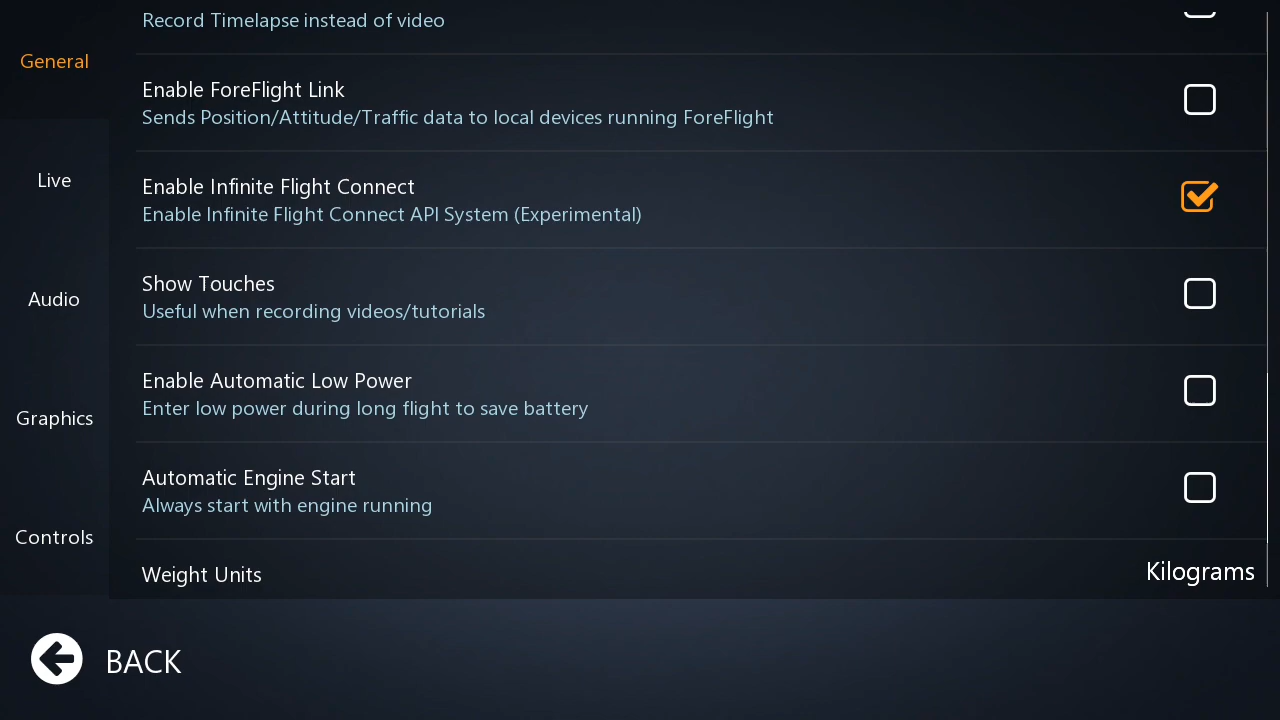 General
Live
Audio
Graphics
Controls
Record Timelapse instead of video
Enable ForeFlight Link
Sends Position/Attitude/Traffic data to local devices running ForeFlight
Enable Infinite Flight Connect
Enable Infinite Flight Connect API System (Experimental)
Show Touches
Useful when recording videos/tutorials
Enable Automatic Low Power
Enter low power during long flight to save battery
Automatic Engine Start
Always start with engine running
Weight Units
Kilograms
BACK